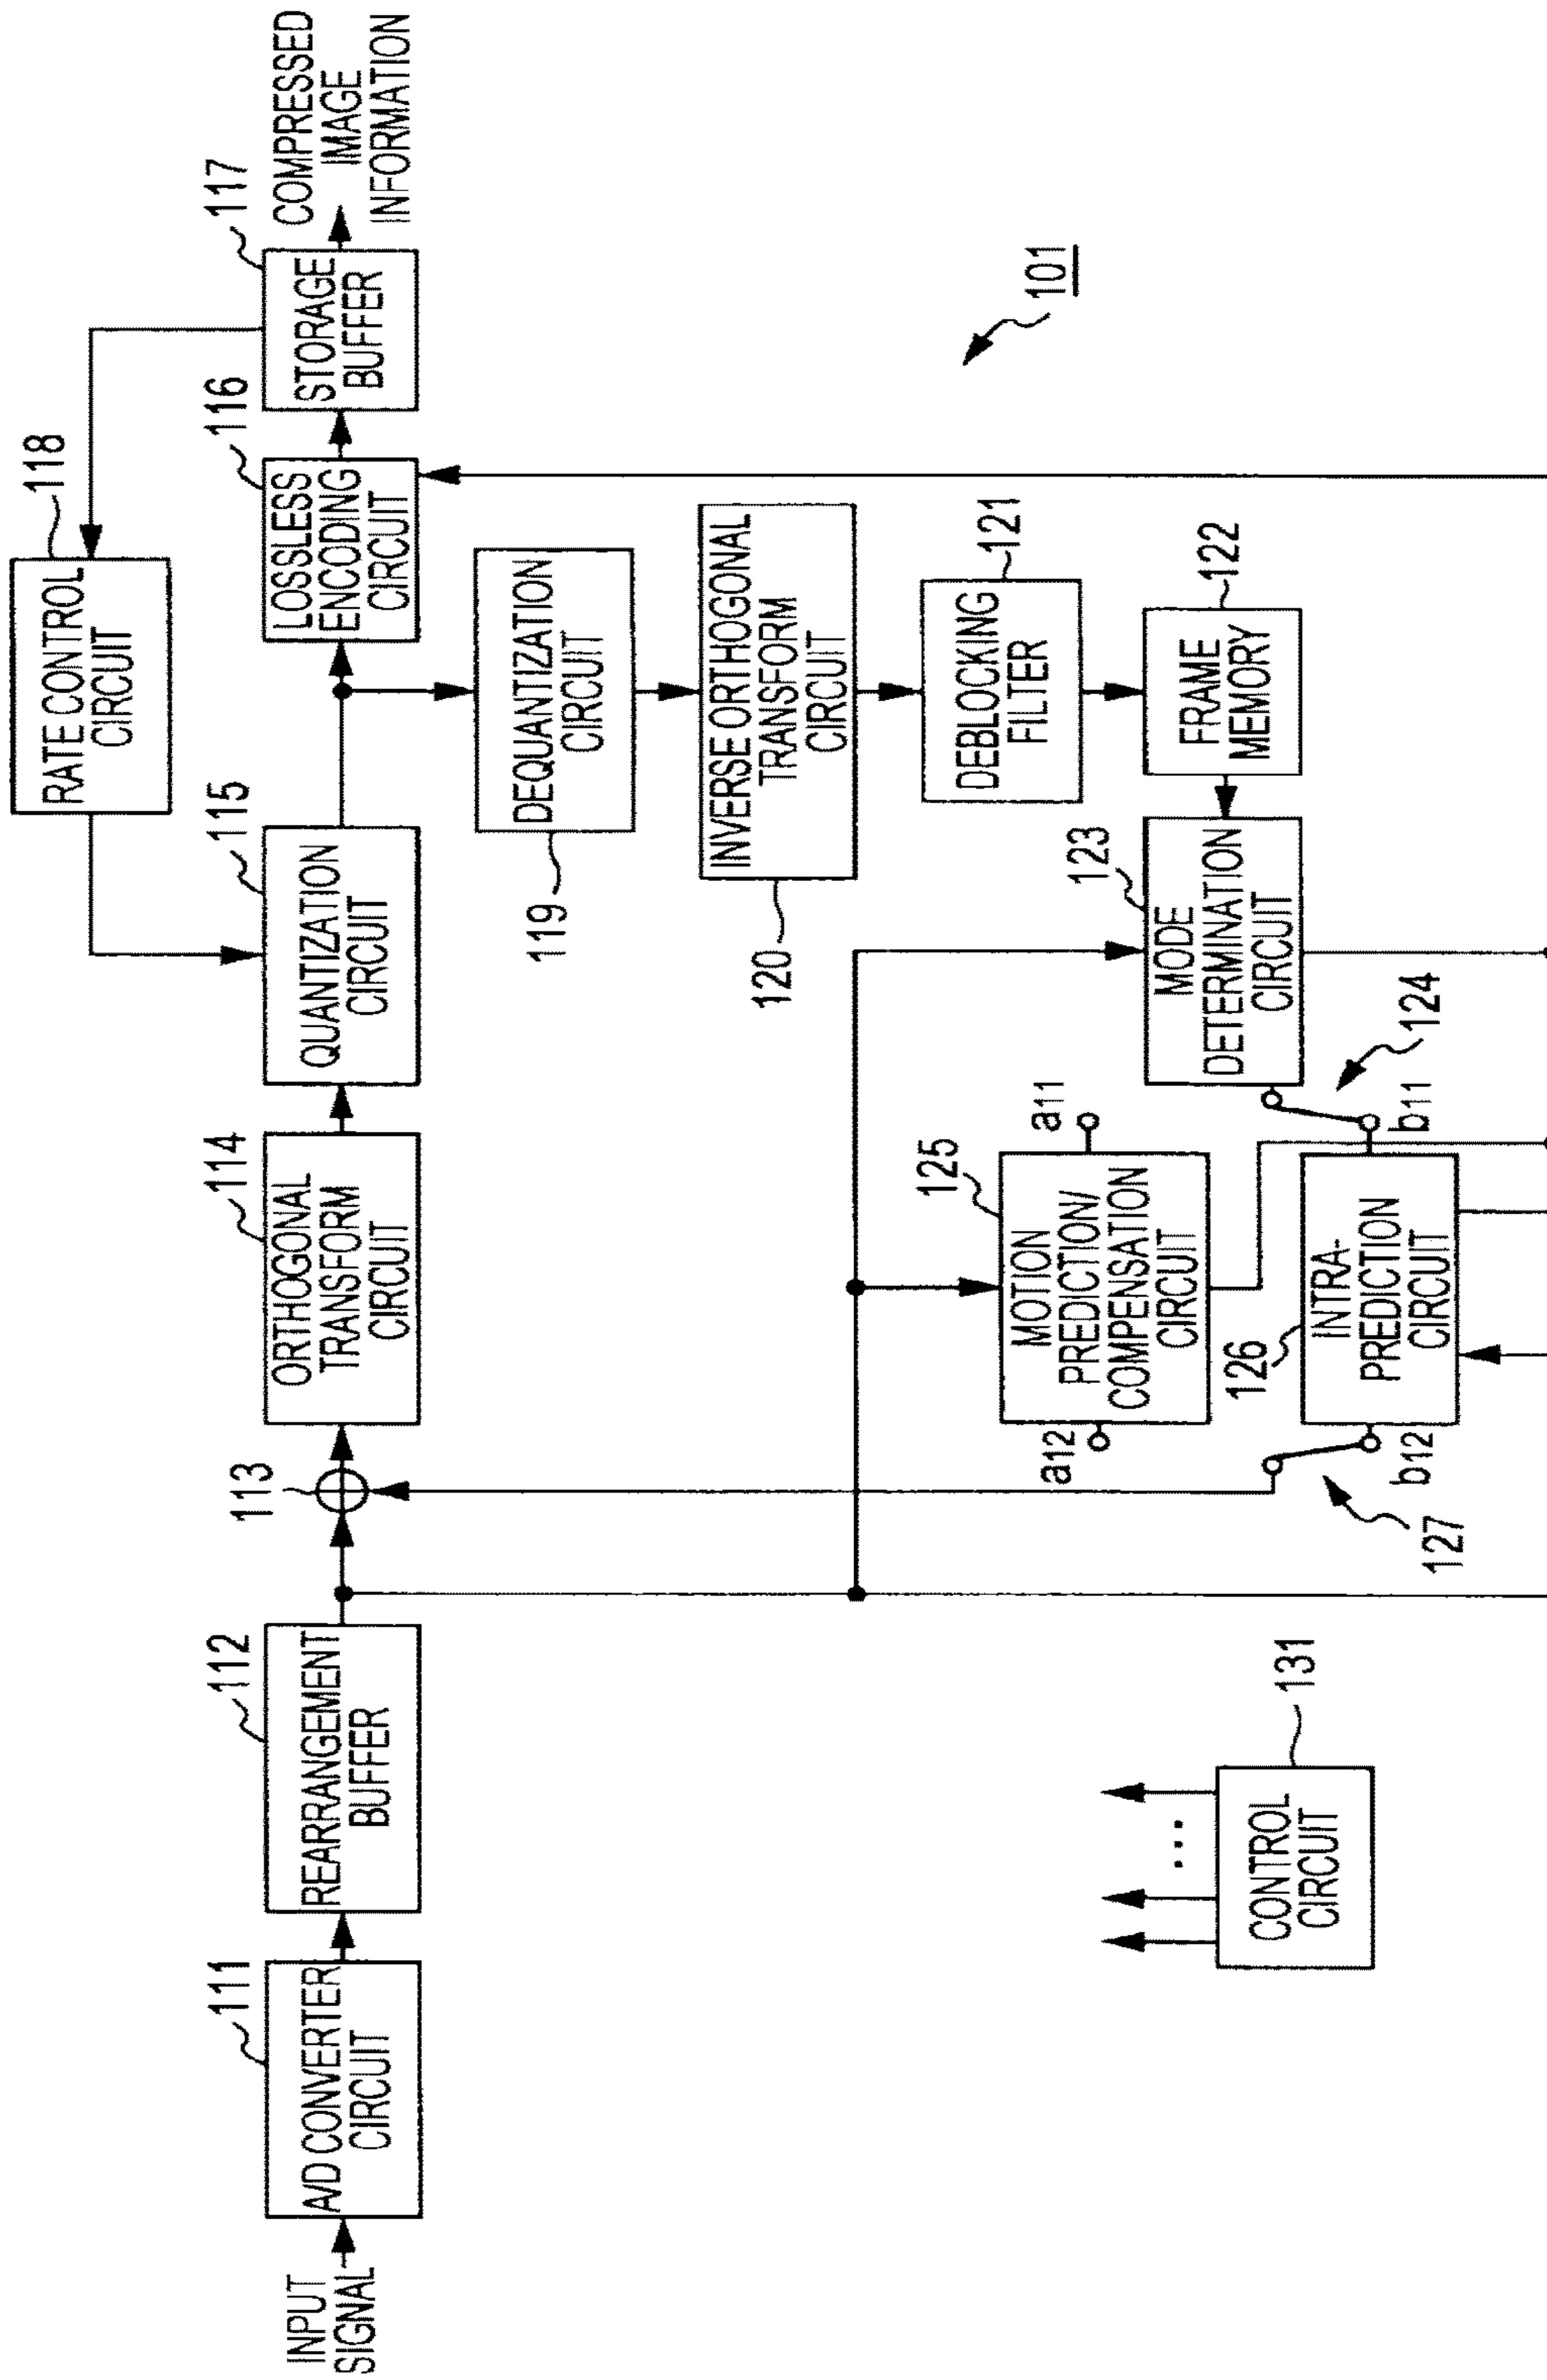 INPUT
SIGNAL
111
A/D CONVERTER
CIRCUIT
112
REARRANGEMENT
BUFFER
113
114
ORTHOGONAL
TRANSFORM
CIRCUIT
115
QUANTIZATION
CIRCUIT
118
RATE CONTROL
CIRCUIT
116
LOSSLESS
ENCODING
CIRCUIT
117
STORAGE
BUFFER
COMPRESSED
IMAGE
INFORMATION
DEQUANTIZATION
CIRCUIT
119
INVERSE ORTHOGONAL
TRANSFORM
CIRCUIT
120
121
DEBLOCKING
FILTER
122
FRAME
MEMORY
123
MODE
DETERMINATION
CIRCUIT
124
101
125
MOTION
PREDICTION/
COMPENSATION
CIRCUIT
a11
a12
126
INTRA-
PREDICTION
CIRCUIT
b11
b12
127
131
CONTROL
CIRCUIT
...